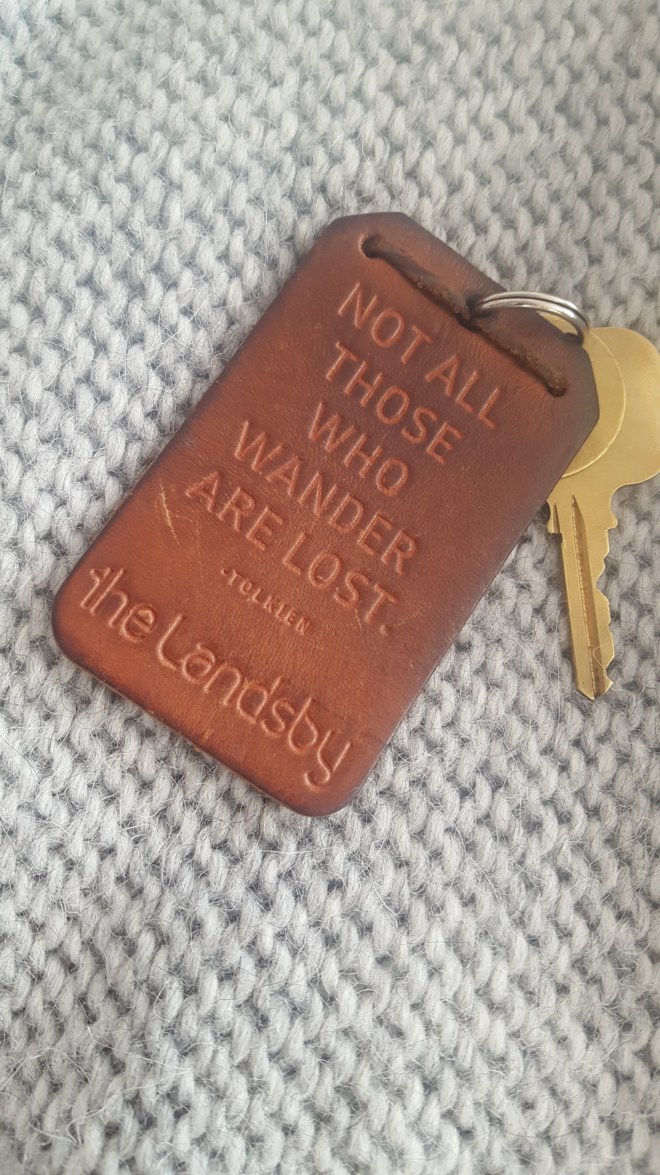 NOT ALL
THOSE
WHO
WANDER
ARE LOST.
-TOLKIEN
the Landsby